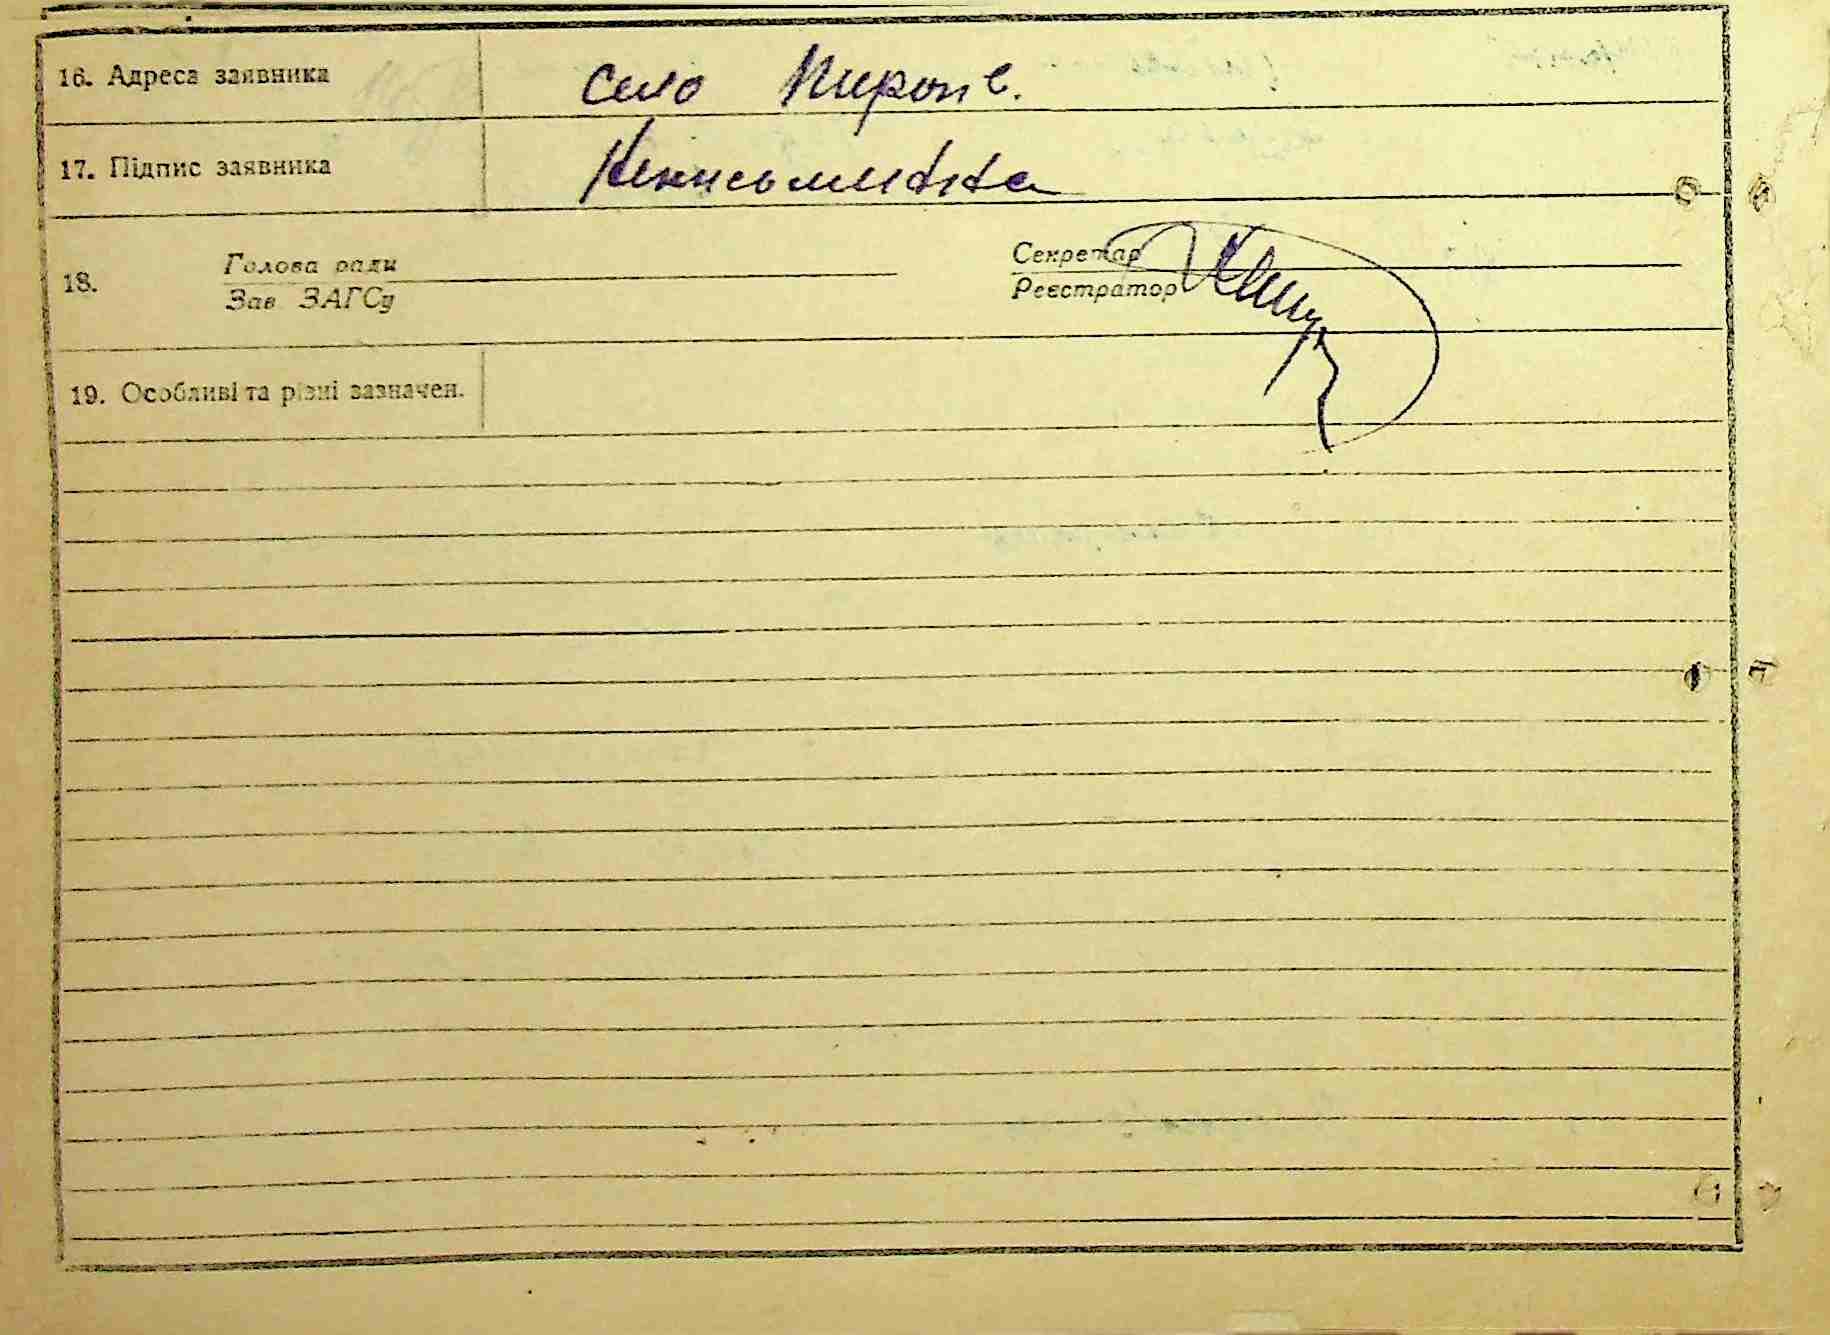 16. Адреса заявника село
17. Підпис заявника
18. Голова ради Секретар
Зав ЗАГСу Реєстратор
19. Особливі та різні зазначен.